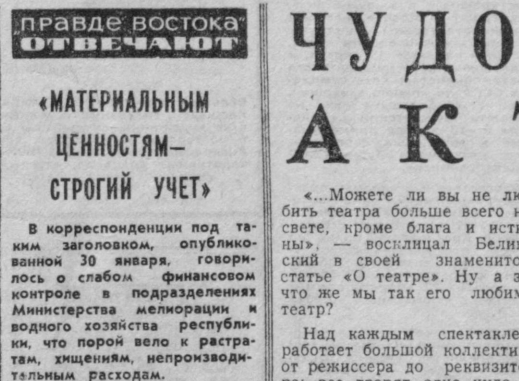 "ПРАВДЕ ВОСТОКА"
ОТВЕЧАЮТ
«МАТЕРИАЛЬНЫМ
ЦЕННОСТЯМ—
СТРОГИЙ УЧЕТ»
В корреспонденции под та-
ким заголовком, опублико-
ванной 30 января, говори-
лось о слабом финансовом
контроле в подразделениях
Министерства мелиорации и
водного хозяйства республи-
ки, что порой вело к растра-
там, хищениям, непроизводи-
тельным расходам.
ЧУДО
АК
«...Можете ли вы не лю
бить театра больше всего н
свете, кроме блага и исти
ны», — восклицал Белин
ский в своей знаменито
статье «О театре». Ну а з
что же мы так его любим
театр?
Над каждым спектакле
работает большой коллекти
от режиссера до реквизит